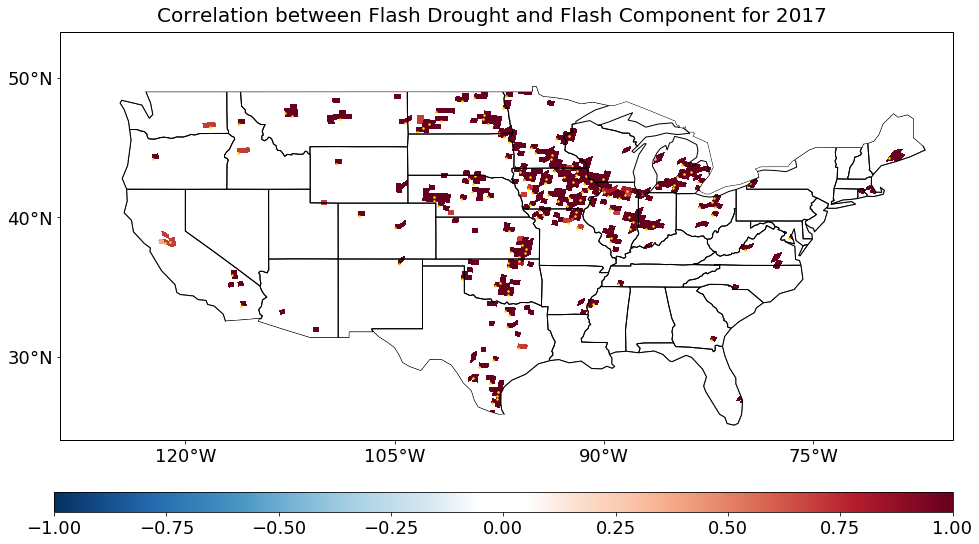 Correlation between Flash Drought and Flash Component for 2017
50°N
40°N
30°N
120°W 105°W 90°W 75°W
−1.00 −0.75 −0.50 −0.25 0.00 0.25 0.50 0.75 1.00